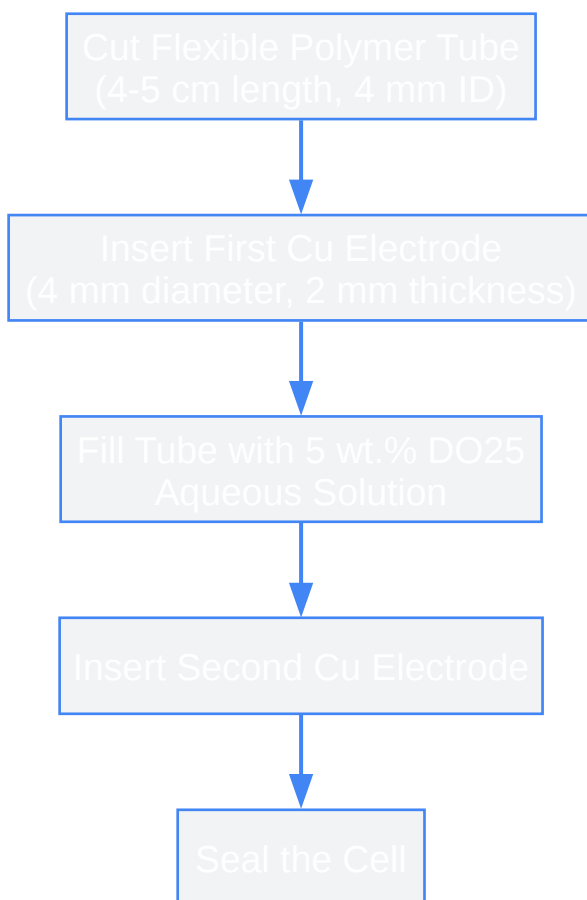 Cut Flexible Polymer Tube
(4-5 cm length, 4 mm ID)
Insert First Cu Electrode
(4 mm diameter, 2 mm thickness)
Fill Tube with 5 wt.% DO25
Aqueous Solution
Insert Second Cu Electrode
Seal the Cell